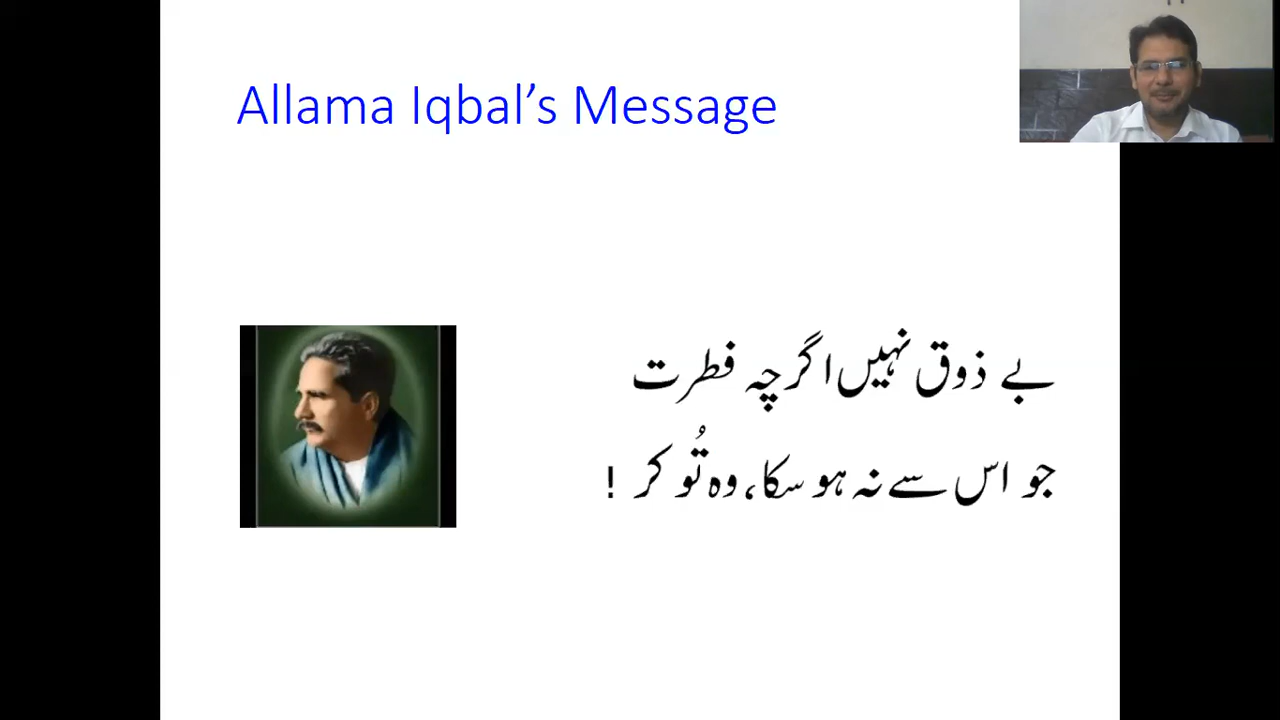 Allama Iqbal’s Message
بے ذوق نہیں اگرچہ فطرت
جو اس سے نہ ہو سکا، وہ تُو کر !